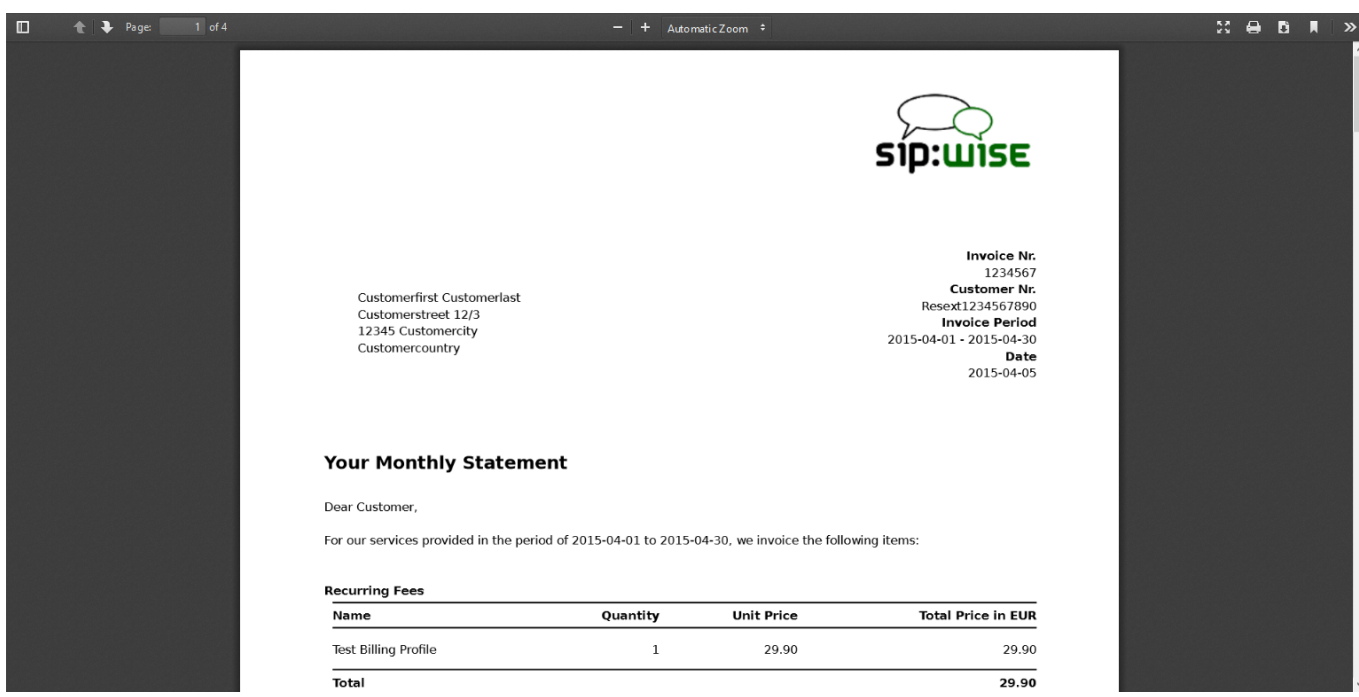 Page: 1 of 4
Automatic Zoom
sip:wise
Invoice Nr.
1234567
Customer Nr.
Resext1234567890
Invoice Period
2015-04-01 - 2015-04-30
Date
2015-04-05
Customerfirst Customerlast
Customerstreet 12/3
12345 Customercity
Customercountry
Your Monthly Statement
Dear Customer,
For our services provided in the period of 2015-04-01 to 2015-04-30, we invoice the following items:
Recurring Fees
Name Quantity Unit Price Total Price in EUR
Test Billing Profile 1 29.90 29.90
Total 29.90